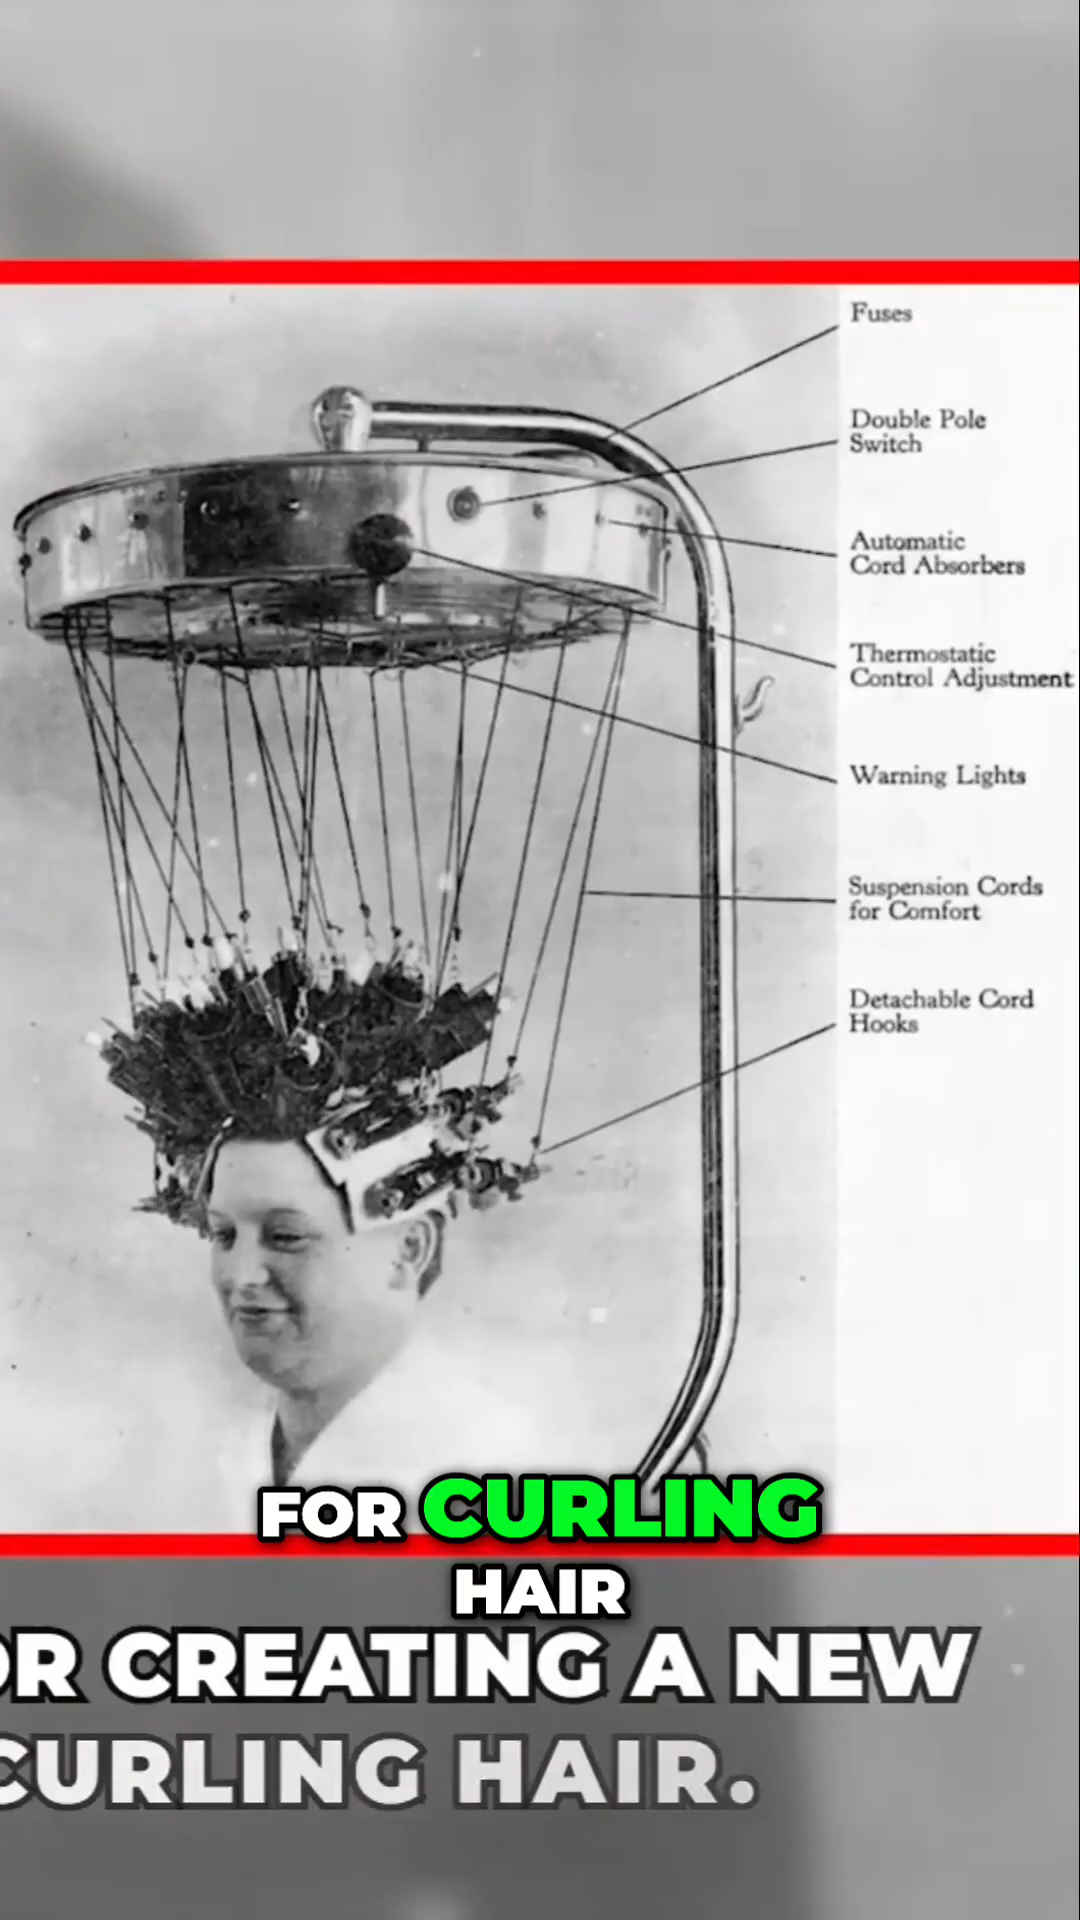 Fuses
Double Pole
Switch
Automatic
Cord Absorbers
Thermostatic
Control Adjustment
Warning Lights
Suspension Cords
for Comfort
Detachable Cord
Hooks
FOR CURLING
HAIR
OR CREATING A NEW
CURLING HAIR.